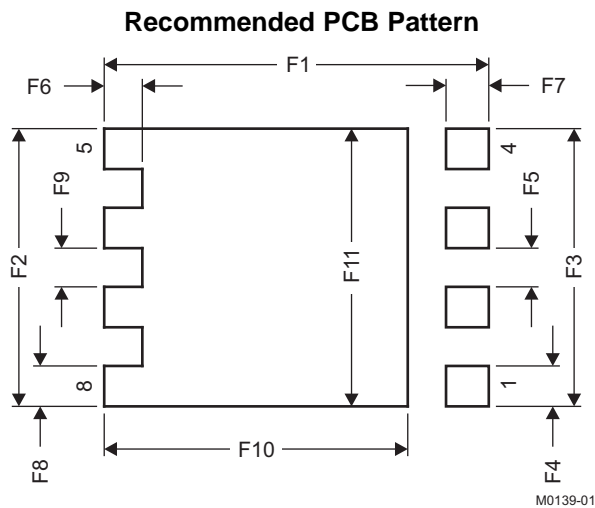 Recommended PCB Pattern
F1
F6
F7
5
4
F9
F5
F2
F11
F3
8
1
F10
F8
F4
M0139-01